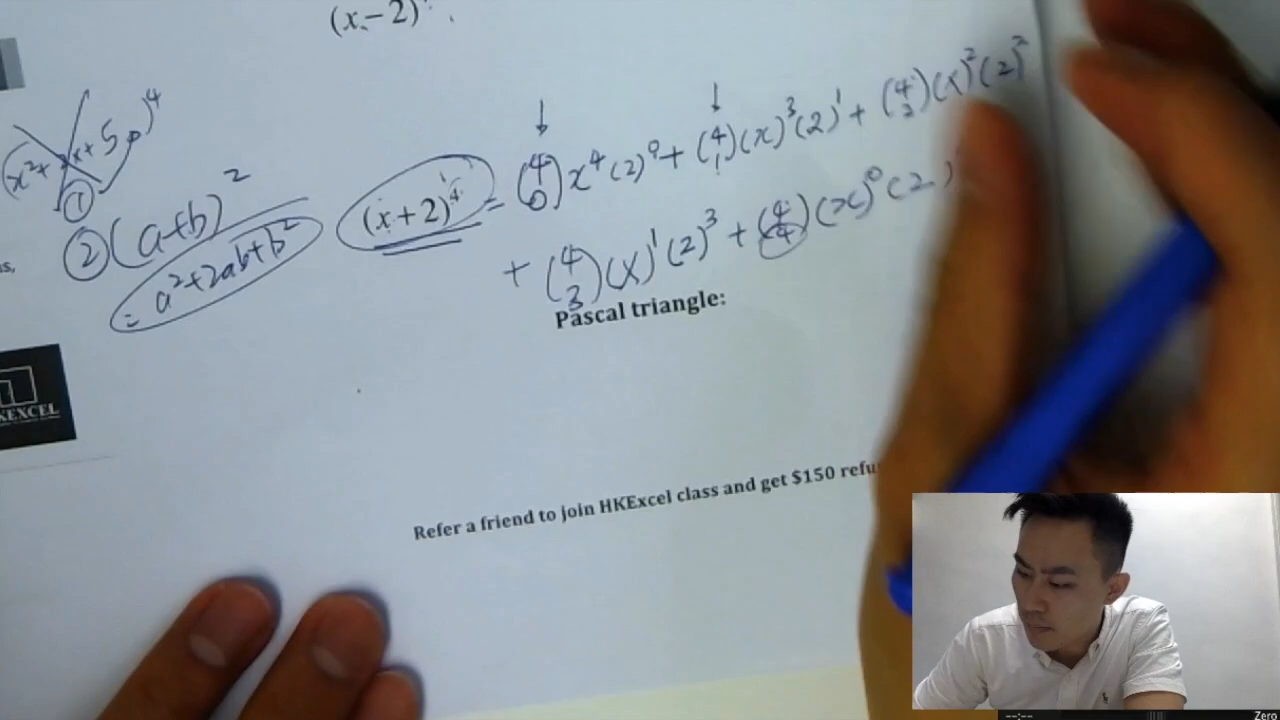 (x-2)
(x²+ x+5 )⁴
①
②(a+b)²
= a²+2ab+b²
(x+2)⁴ = (4 0) x⁴ (2)⁰ + (4 1)(x)³(2)¹ + (4 2)(x)²(2)²
+ (4 3)(x)¹(2)³ + (4 4)(x)⁰(2)
Pascal triangle:
Refer a friend to join HKExcel class and get $150
KEXCEL
--:--
Zero